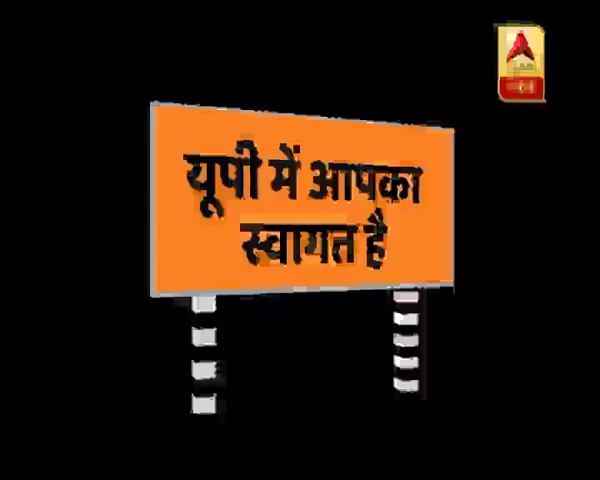 यूपी में आपका
स्वागत है